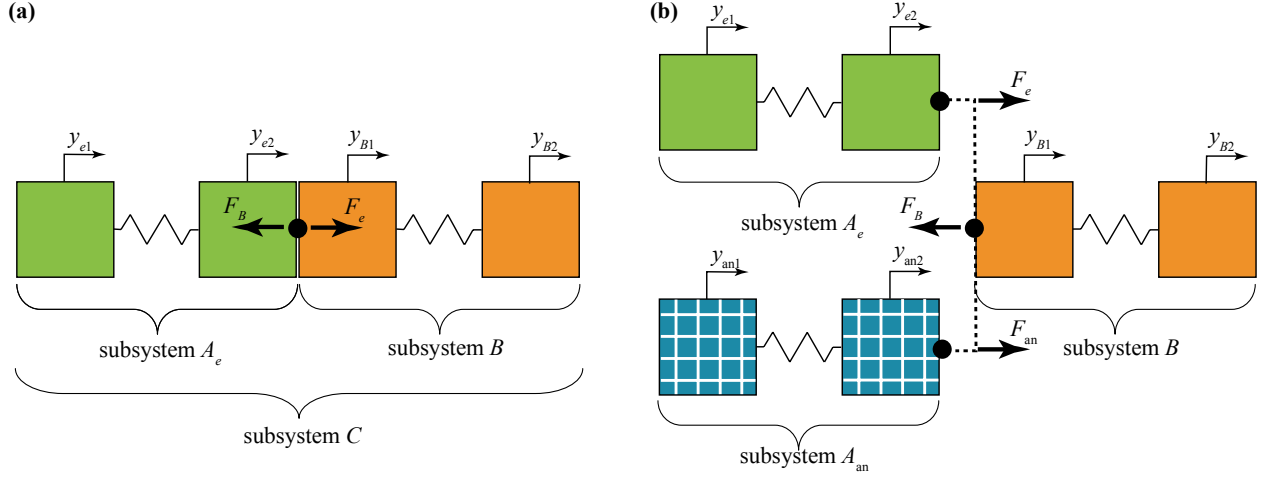 (a)
y_e1
y_e2
y_B1
y_B2
F_B
F_e
subsystem A_e
subsystem B
subsystem C
(b)
y_e1
y_e2
F_e
subsystem A_e
y_B1
y_B2
F_B
y_an1
y_an2
F_an
subsystem B
subsystem A_an